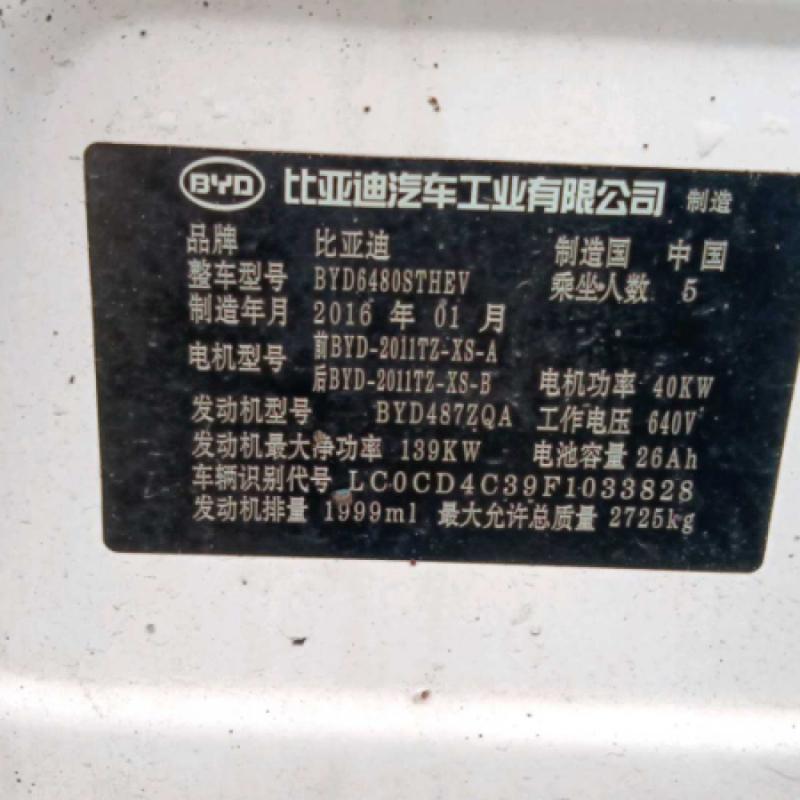 BYD 比亚迪汽车工业有限公司 制造
品牌 比亚迪 制造国 中国
整车型号 BYD6480STHEV 乘坐人数 5
制造年月 2016 年 01 月
电机型号 前BYD-2011TZ-XS-A
后BYD-2011TZ-XS-B 电机功率 40KW
发动机型号 BYD487ZQA 工作电压 640V
发动机最大净功率 139KW 电池容量 26Ah
车辆识别代号 LC0CD4C39F1033828
发动机排量 1999ml 最大允许总质量 2725kg